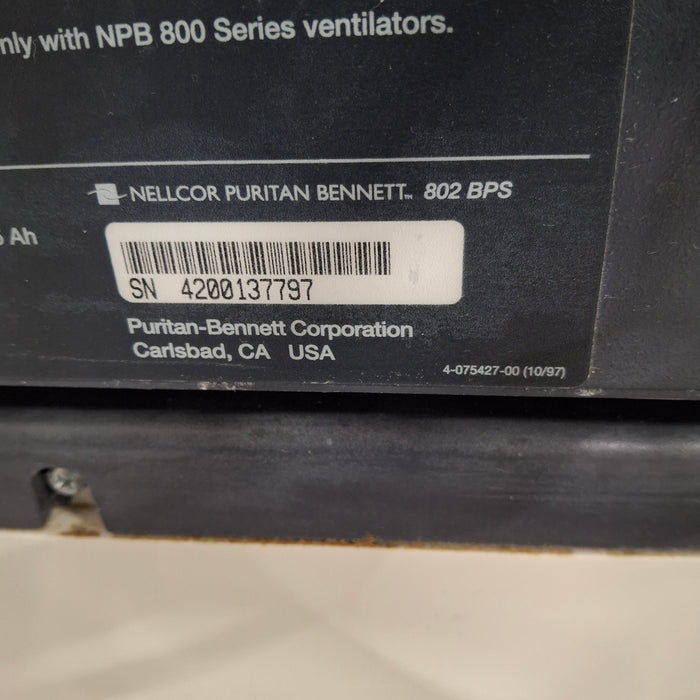 with NPB 800 Series ventilators.
NELLCOR PURITAN BENNETT™ 802 BPS
Ah
SN 4200137797
Puritan-Bennett Corporation
Carlsbad, CA USA
4-075427-00 (10/97)